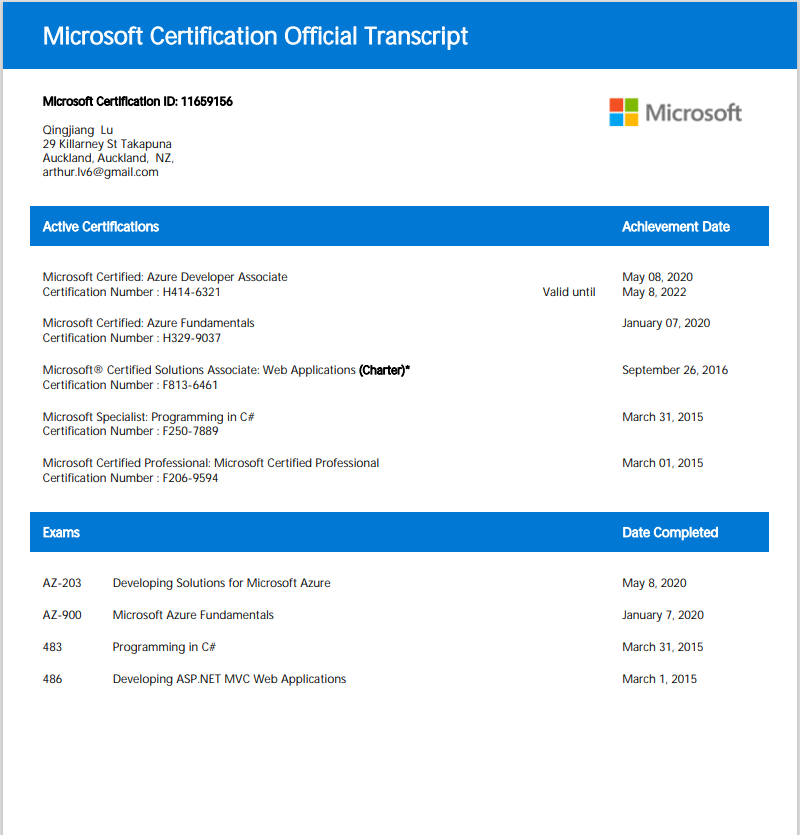 Microsoft Certification Official Transcript
Microsoft Certification ID: 11659156
Microsoft
Qingjiang Lu
29 Killarney St Takapuna
Auckland, Auckland, NZ,
arthur.lv6@gmail.com
Active Certifications Achievement Date
Microsoft Certified: Azure Developer Associate May 08, 2020
Certification Number : H414-6321 Valid until May 8, 2022
Microsoft Certified: Azure Fundamentals January 07, 2020
Certification Number : H329-9037
Microsoft® Certified Solutions Associate: Web Applications (Charter)* September 26, 2016
Certification Number : F813-6461
Microsoft Specialist: Programming in C# March 31, 2015
Certification Number : F250-7889
Microsoft Certified Professional: Microsoft Certified Professional March 01, 2015
Certification Number : F206-9594
Exams Date Completed
AZ-203 Developing Solutions for Microsoft Azure May 8, 2020
AZ-900 Microsoft Azure Fundamentals January 7, 2020
483 Programming in C# March 31, 2015
486 Developing ASP.NET MVC Web Applications March 1, 2015